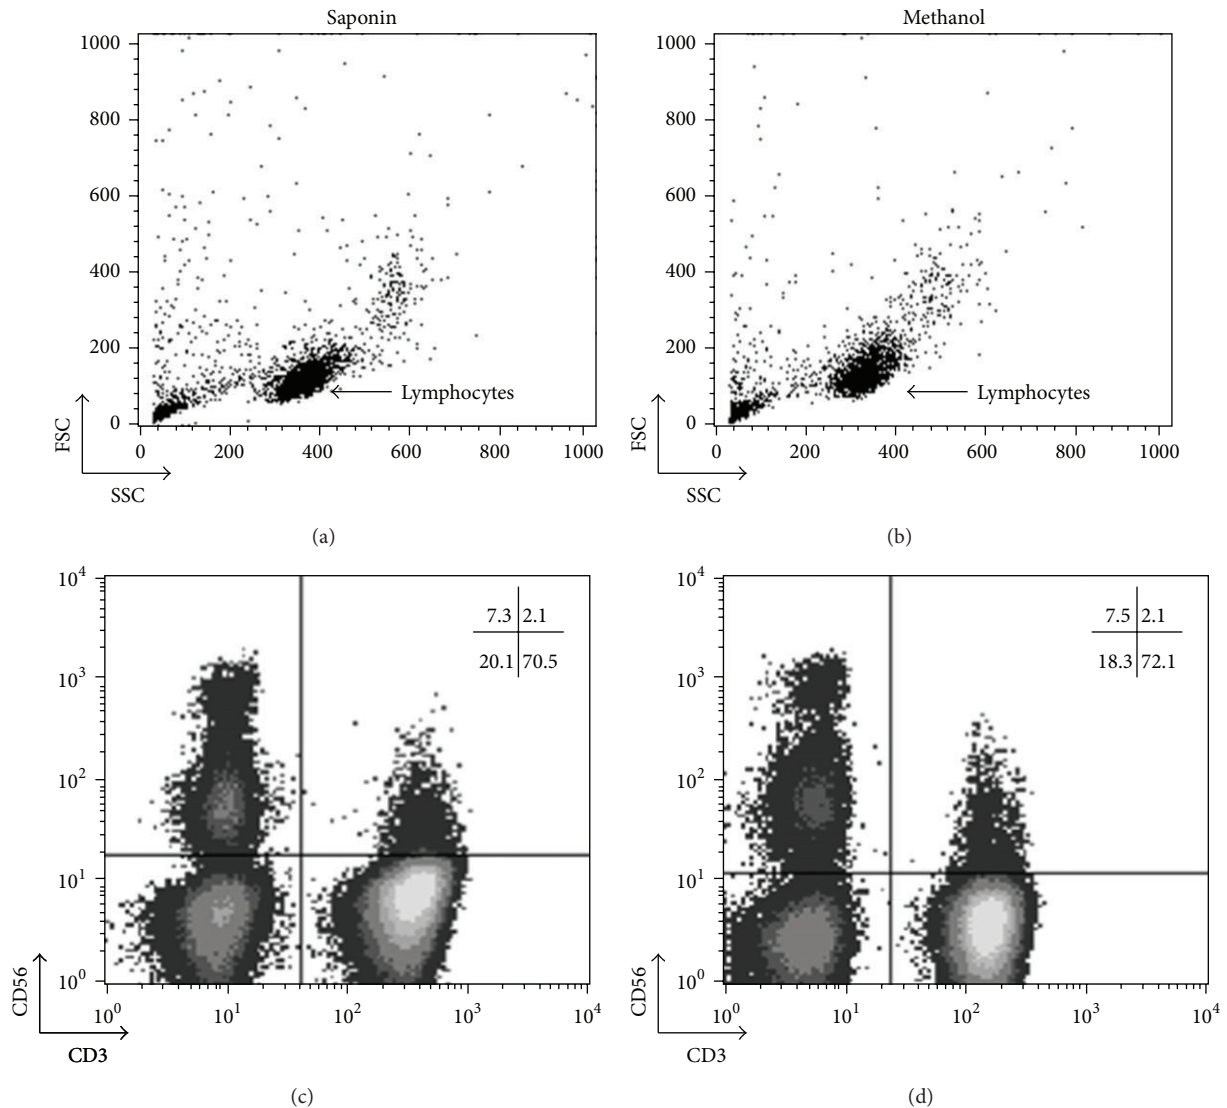 Saponin
Methanol
1000
800
600
400
200
0
FSC
0 200 400 600 800 1000
SSC
Lymphocytes
(a)
1000
800
600
400
200
0
FSC
0 200 400 600 800 1000
SSC
Lymphocytes
(b)
10⁴
10³
10²
10¹
10⁰
CD56
7.3 2.1
20.1 70.5
10⁰ 10¹ 10² 10³ 10⁴
CD3
(c)
10⁴
10³
10²
10¹
10⁰
CD56
7.5 2.1
18.3 72.1
10⁰ 10¹ 10² 10³ 10⁴
CD3
(d)